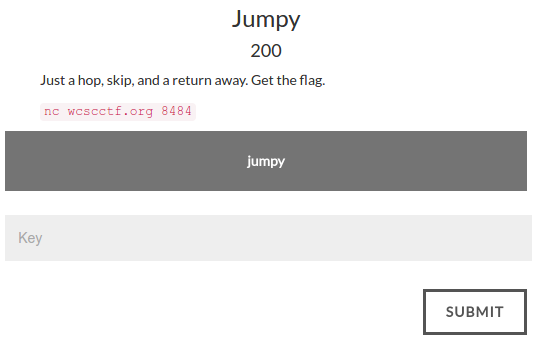 Jumpy
200
Just a hop, skip, and a return away. Get the flag.
nc wcscctf.org 8484
jumpy
Key
SUBMIT